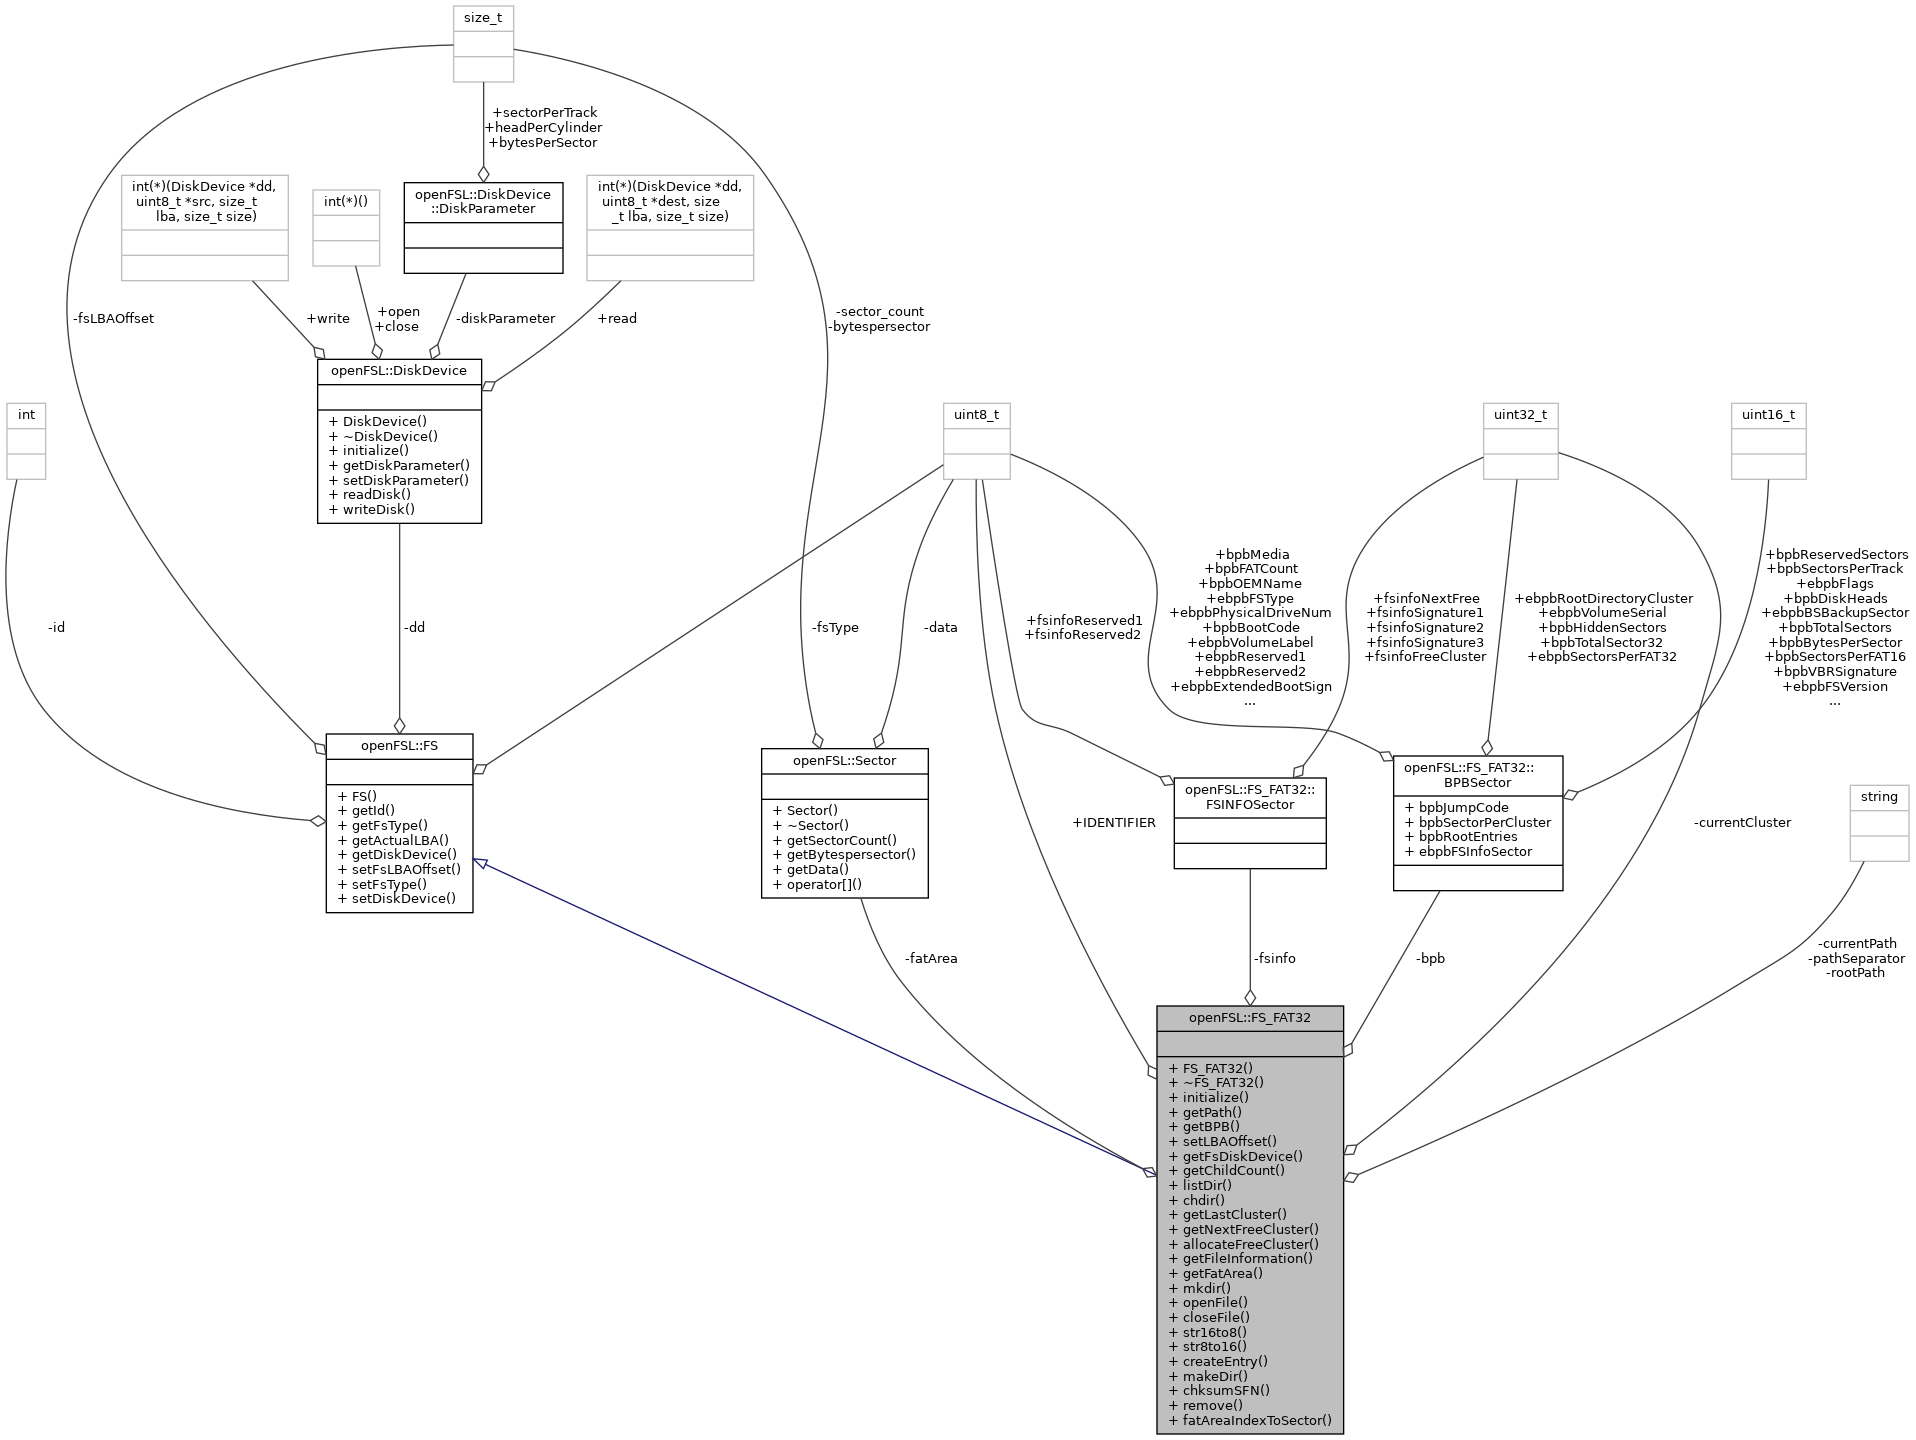 size_t
+sectorPerTrack
+headPerCylinder
+bytesPerSector
int(*)(DiskDevice *dd,
uint8_t *src, size_t
lba, size_t size)
int(*)()
openFSL::DiskDevice
::DiskParameter
int(*)(DiskDevice *dd,
uint8_t *dest, size
_t lba, size_t size)
-fsLBAOffset
+write
+open
+close
-diskParameter
+read
-sector_count
-bytespersector
openFSL::DiskDevice
+ DiskDevice()
+ ~DiskDevice()
+ initialize()
+ getDiskParameter()
+ setDiskParameter()
+ readDisk()
+ writeDisk()
int
uint8_t
uint32_t
uint16_t
-id
-dd
-fsType
-data
+fsinfoReserved1
+fsinfoReserved2
+bpbMedia
+bpbFATCount
+bpbOEMName
+ebpbFSType
+ebpbPhysicalDriveNum
+bpbBootCode
+ebpbVolumeLabel
+ebpbReserved1
+ebpbReserved2
+ebpbExtendedBootSign
...
+fsinfoNextFree
+fsinfoSignature1
+fsinfoSignature2
+fsinfoSignature3
+fsinfoFreeCluster
+ebpbRootDirectoryCluster
+ebpbVolumeSerial
+bpbHiddenSectors
+bpbTotalSector32
+ebpbSectorsPerFAT32
+bpbReservedSectors
+bpbSectorsPerTrack
+ebpbFlags
+bpbDiskHeads
+ebpbBSBackupSector
+bpbTotalSectors
+bpbBytesPerSector
+bpbSectorsPerFAT16
+bpbVBRSignature
+ebpbFSVersion
...
openFSL::FS
+ FS()
+ getId()
+ getFsType()
+ getActualLBA()
+ getDiskDevice()
+ setFsLBAOffset()
+ setFsType()
+ setDiskDevice()
openFSL::Sector
+ Sector()
+ ~Sector()
+ getSectorCount()
+ getBytespersector()
+ getData()
+ operator[]()
+IDENTIFIER
openFSL::FS_FAT32::
FSINFOSector
openFSL::FS_FAT32::
BPBSector
+ bpbJumpCode
+ bpbSectorPerCluster
+ bpbRootEntries
+ ebpbFSInfoSector
-currentCluster
string
-fatArea
-fsinfo
-bpb
-currentPath
-pathSeparator
-rootPath
openFSL::FS_FAT32
+ FS_FAT32()
+ ~FS_FAT32()
+ initialize()
+ getPath()
+ getBPB()
+ setLBAOffset()
+ getFsDiskDevice()
+ getChildCount()
+ listDir()
+ chdir()
+ getLastCluster()
+ getNextFreeCluster()
+ allocateFreeCluster()
+ getFileInformation()
+ getFatArea()
+ mkdir()
+ openFile()
+ closeFile()
+ str16to8()
+ str8to16()
+ createEntry()
+ makeDir()
+ chksumSFN()
+ remove()
+ fatAreaIndexToSector()